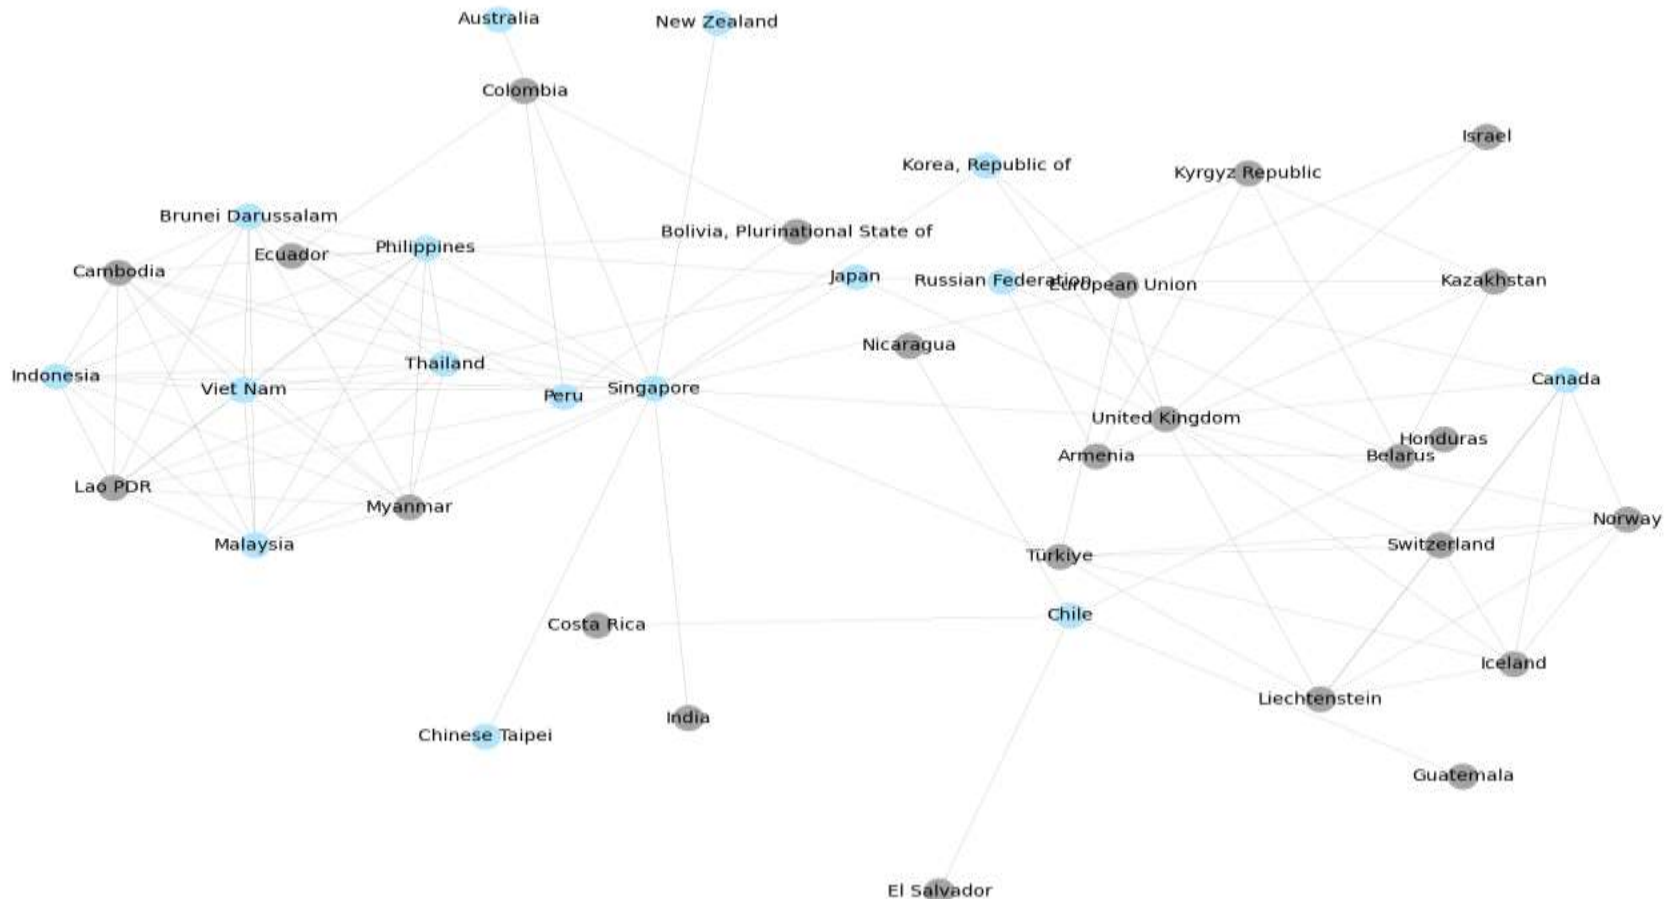 Australia
New Zealand
Colombia
Israel
Korea, Republic of
Kyrgyz Republic
Brunei Darussalam
Bolivia, Plurinational State of
Philippines
Ecuador
Cambodia
Japan
Russian Federation
European Union
Kazakhstan
Nicaragua
Thailand
Indonesia
Viet Nam
Peru
Singapore
Canada
United Kingdom
Honduras
Armenia
Belarus
Lao PDR
Myanmar
Norway
Malaysia
Türkiye
Switzerland
Chile
Costa Rica
Iceland
Liechtenstein
India
Chinese Taipei
Guatemala
El Salvador